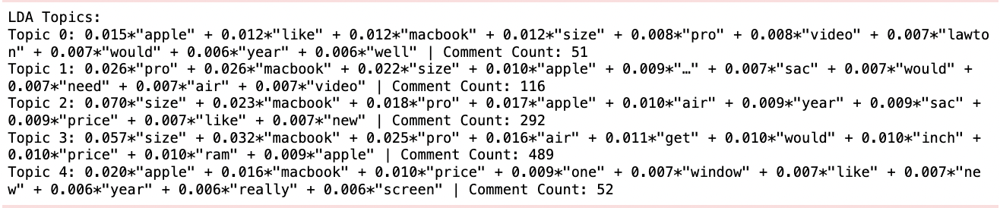 LDA Topics:
Topic 0: 0.015*"apple" + 0.012*"like" + 0.012*"macbook" + 0.012*"size" + 0.008*"pro" + 0.008*"video" + 0.007*"lawto
n" + 0.007*"would" + 0.006*"year" + 0.006*"well" | Comment Count: 51
Topic 1: 0.026*"pro" + 0.026*"macbook" + 0.022*"size" + 0.010*"apple" + 0.009*"…" + 0.007*"sac" + 0.007*"would" +
0.007*"need" + 0.007*"air" + 0.007*"video" | Comment Count: 116
Topic 2: 0.070*"size" + 0.023*"macbook" + 0.018*"pro" + 0.017*"apple" + 0.010*"air" + 0.009*"year" + 0.009*"sac" +
0.009*"price" + 0.007*"like" + 0.007*"new" | Comment Count: 292
Topic 3: 0.057*"size" + 0.032*"macbook" + 0.025*"pro" + 0.016*"air" + 0.011*"get" + 0.010*"would" + 0.010*"inch" +
0.010*"price" + 0.010*"ram" + 0.009*"apple" | Comment Count: 489
Topic 4: 0.020*"apple" + 0.016*"macbook" + 0.010*"price" + 0.009*"one" + 0.007*"window" + 0.007*"like" + 0.007*"ne
w" + 0.006*"year" + 0.006*"really" + 0.006*"screen" | Comment Count: 52